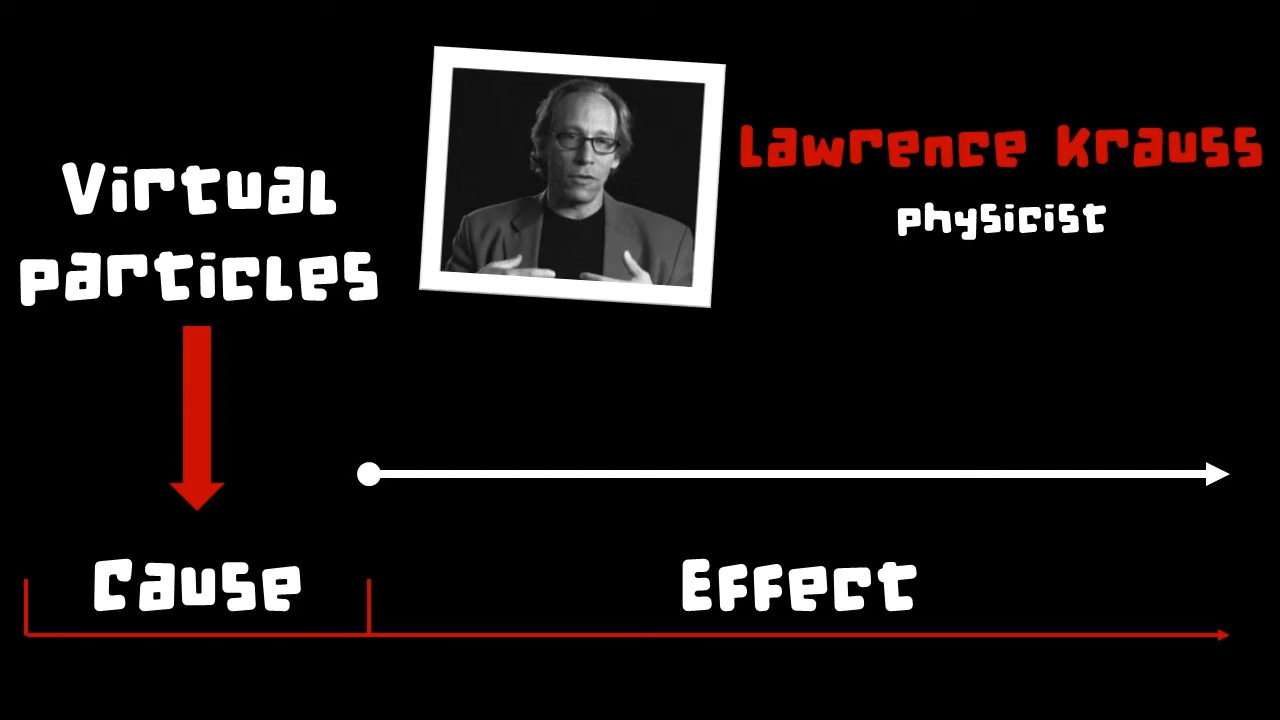 Virtual
particles
Lawrence Krauss
physicist
Cause
Effect